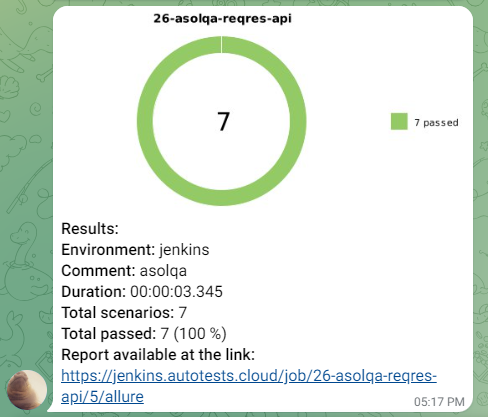 26-asolqa-reqres-api
7
7 passed
Results:
Environment: jenkins
Comment: asolqa
Duration: 00:00:03.345
Total scenarios: 7
Total passed: 7 (100 %)
Report available at the link:
https://jenkins.autotests.cloud/job/26-asolqa-reqres-
api/5/allure
05:17 PM